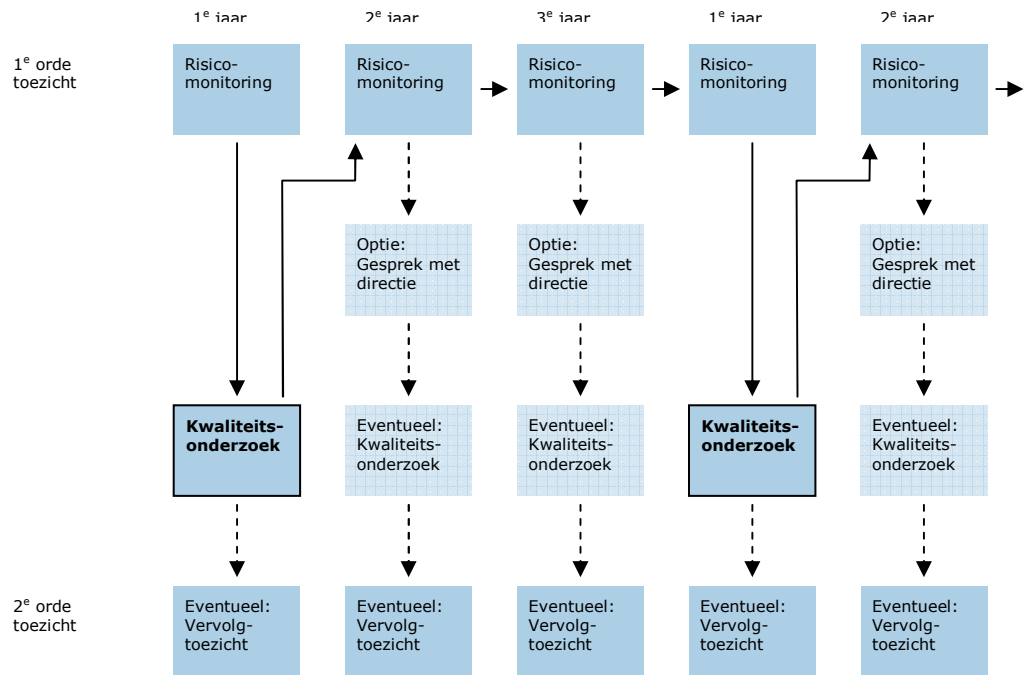 1e jaar
2e jaar
3e jaar
1e jaar
2e jaar
1e orde
toezicht
Risico-
monitoring
Risico-
monitoring
Risico-
monitoring
Risico-
monitoring
Risico-
monitoring
Optie:
Gesprek met
directie
Optie:
Gesprek met
directie
Optie:
Gesprek met
directie
Kwaliteits-
onderzoek
Eventueel:
Kwaliteits-
onderzoek
Eventueel:
Kwaliteits-
onderzoek
Kwaliteits-
onderzoek
Eventueel:
Kwaliteits-
onderzoek
2e orde
toezicht
Eventueel:
Vervolg-
toezicht
Eventueel:
Vervolg-
toezicht
Eventueel:
Vervolg-
toezicht
Eventueel:
Vervolg-
toezicht
Eventueel:
Vervolg-
toezicht